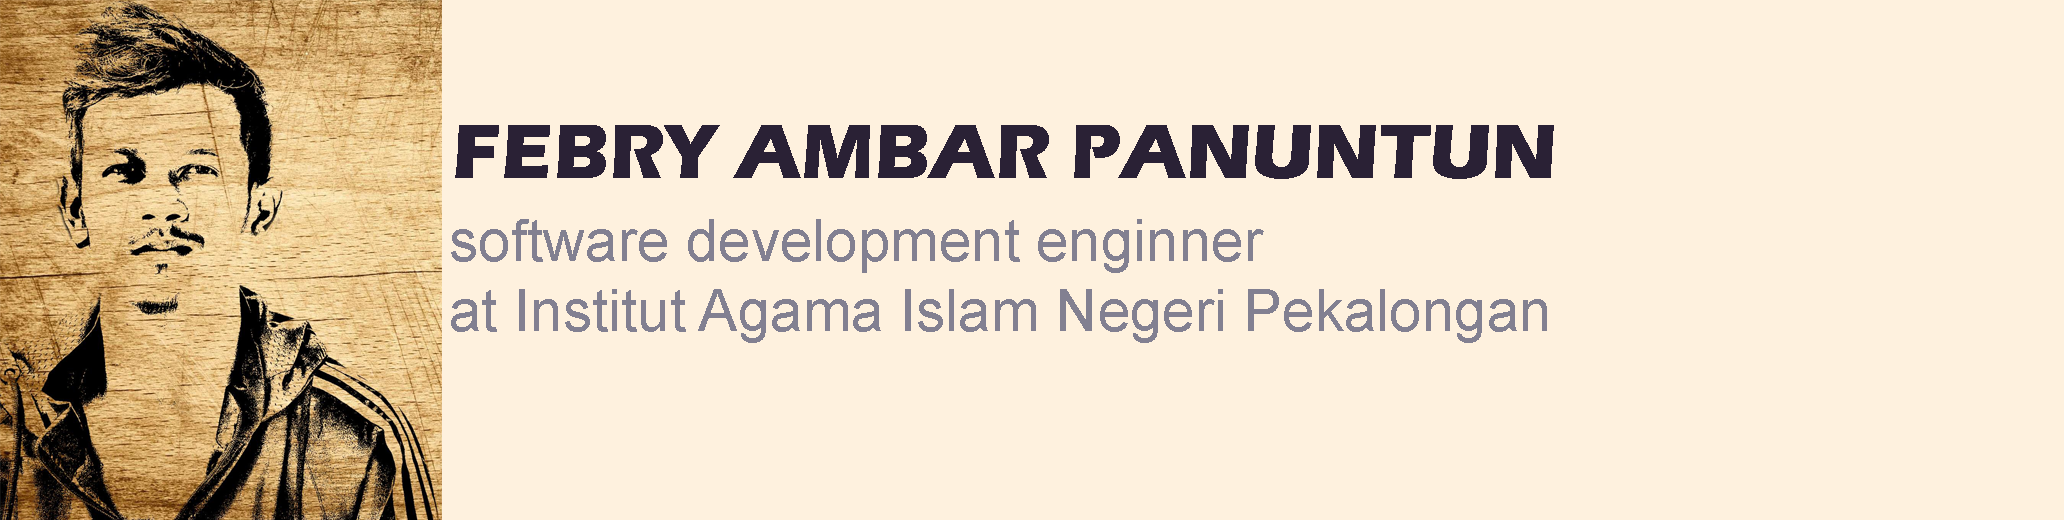 FEBRY AMBAR PANUNTUN
software development enginner
at Institut Agama Islam Negeri Pekalongan